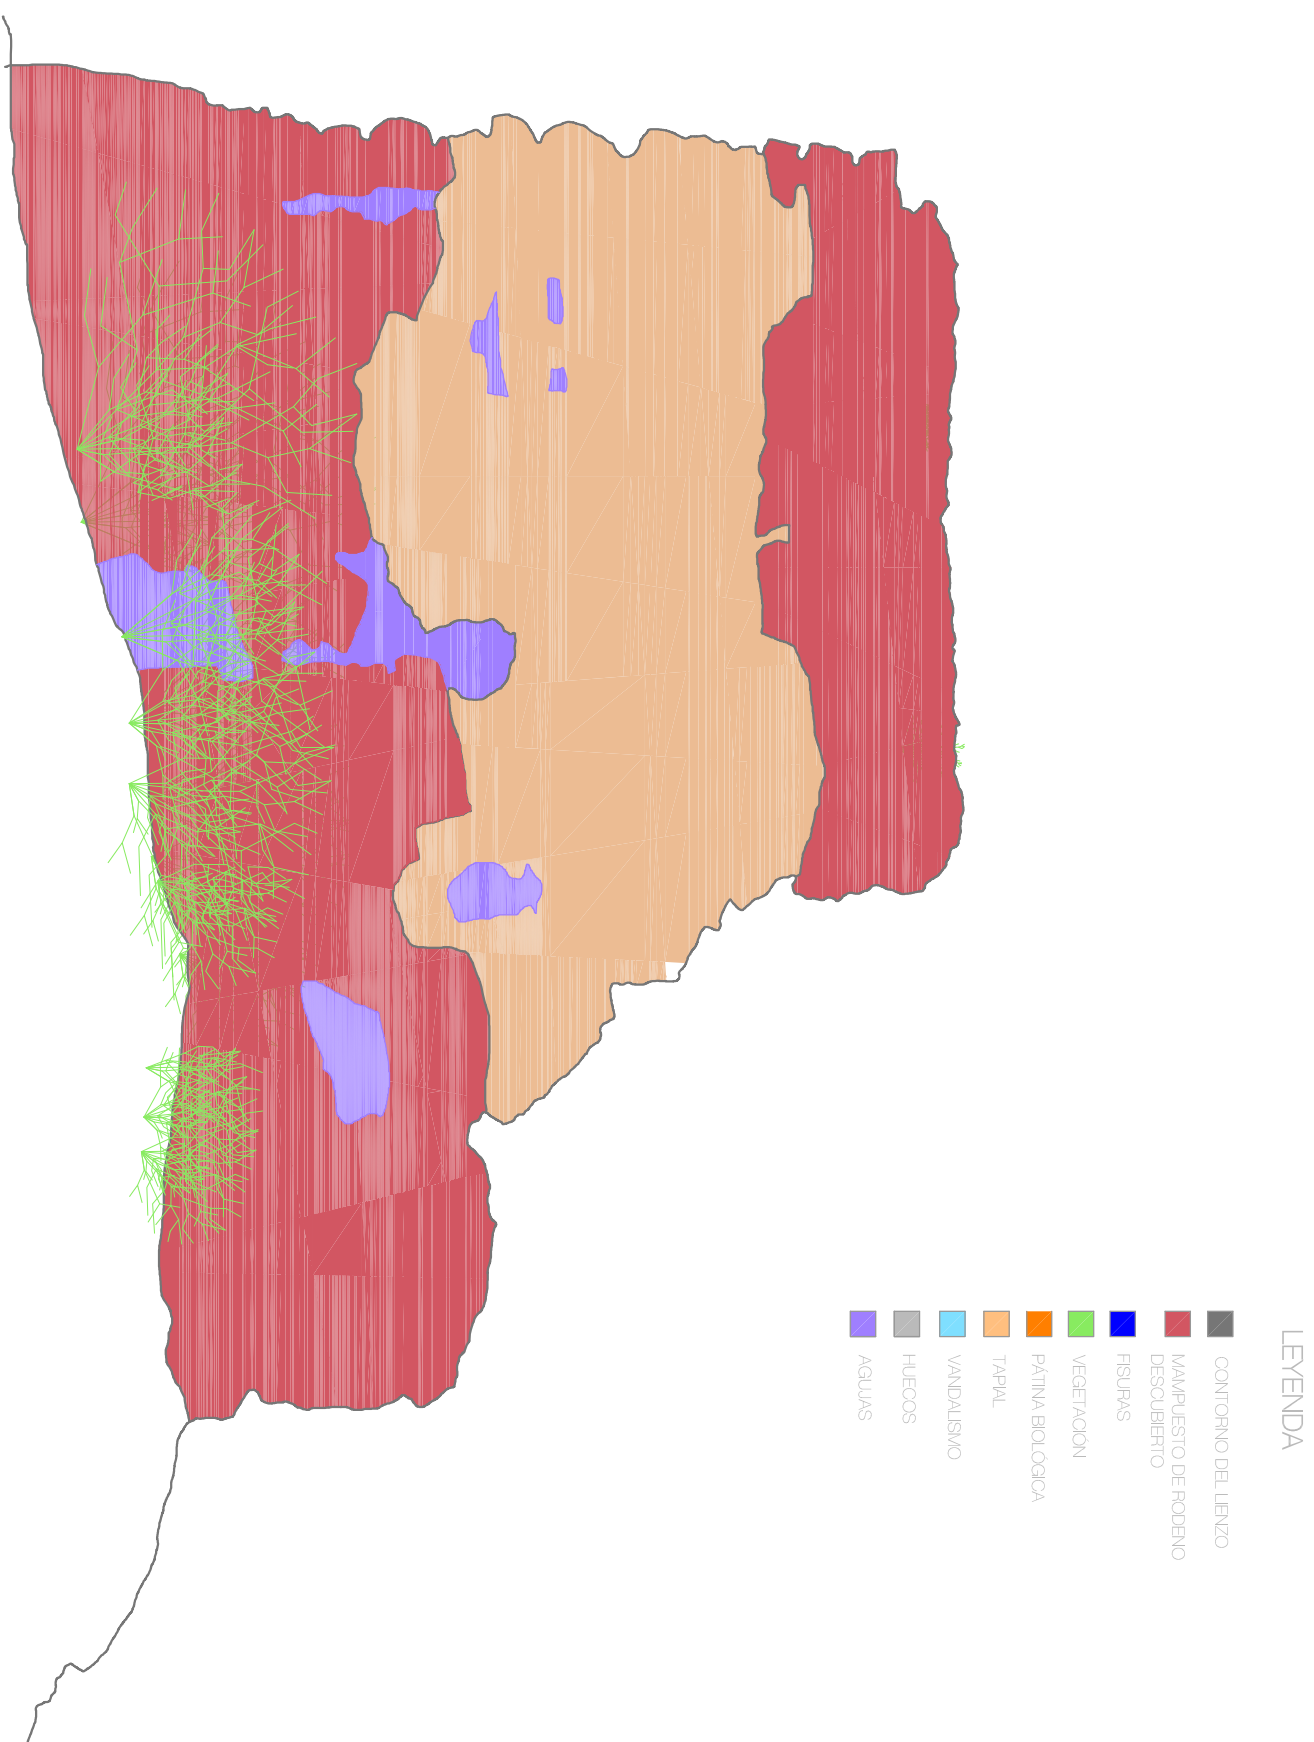 LEYENDA
CONTORNO DEL LIENZO
MAMPUESTO DE RODENO
DESCUBIERTO
FISURAS
VEGETACIÓN
PÁTINA BIOLÓGICA
TAPIAL
VANDALISMO
HUECOS
AGUJAS